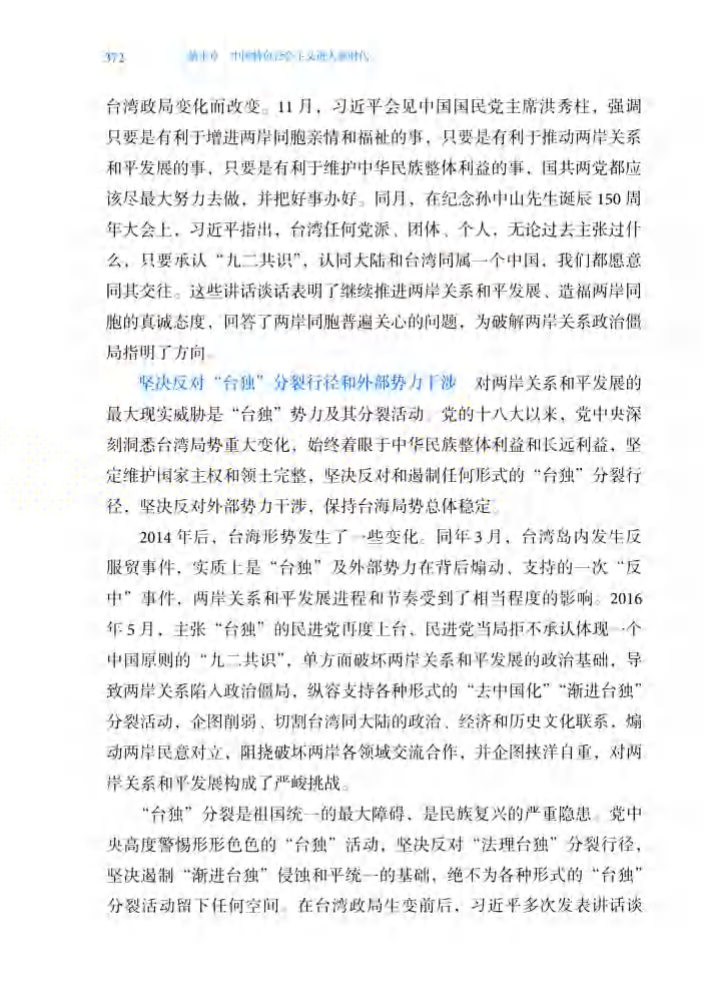 372 第十章 中国特色社会主义进入新时代
台湾政局变化而改变。11 月，习近平会见中国国民党主席洪秀柱，强调
只要是有利于增进两岸同胞亲情和福祉的事，只要是有利于推动两岸关系
和平发展的事，只要是有利于维护中华民族整体利益的事，国共两党都应
该尽最大努力去做，并把好事办好。同月，在纪念孙中山先生诞辰 150 周
年大会上，习近平指出，台湾任何党派、团体、个人，无论过去主张过什
么，只要承认“九二共识”，认同大陆和台湾同属一个中国，我们都愿意
同其交往。这些讲话谈话表明了继续推进两岸关系和平发展、造福两岸同
胞的真诚态度，回答了两岸同胞普遍关心的问题，为破解两岸关系政治僵
局指明了方向。
坚决反对“台独”分裂行径和外部势力干涉 对两岸关系和平发展的
最大现实威胁是“台独”势力及其分裂活动。党的十八大以来，党中央深
刻洞悉台湾局势重大变化，始终着眼于中华民族整体利益和长远利益，坚
定维护国家主权和领土完整，坚决反对和遏制任何形式的“台独”分裂行
径，坚决反对外部势力干涉，保持台海局势总体稳定。
2014 年后，台海形势发生了一些变化。同年 3 月，台湾岛内发生反
服贸事件，实质上是“台独”及外部势力在背后煽动、支持的一次“反
中”事件，两岸关系和平发展进程和节奏受到了相当程度的影响。2016
年 5 月，主张“台独”的民进党再度上台，民进党当局拒不承认体现一个
中国原则的“九二共识”，单方面破坏两岸关系和平发展的政治基础，导
致两岸关系陷入政治僵局，纵容支持各种形式的“去中国化”“渐进台独”
分裂活动，企图削弱、切割台湾同大陆的政治、经济和历史文化联系，煽
动两岸民意对立，阻挠破坏两岸各领域交流合作，并企图挟洋自重，对两
岸关系和平发展构成了严峻挑战。
“台独”分裂是祖国统一的最大障碍，是民族复兴的严重隐患。党中
央高度警惕形形色色的“台独”活动，坚决反对“法理台独”分裂行径，
坚决遏制“渐进台独”侵蚀和平统一的基础，绝不为各种形式的“台独”
分裂活动留下任何空间。在台湾政局生变前后，习近平多次发表讲话谈